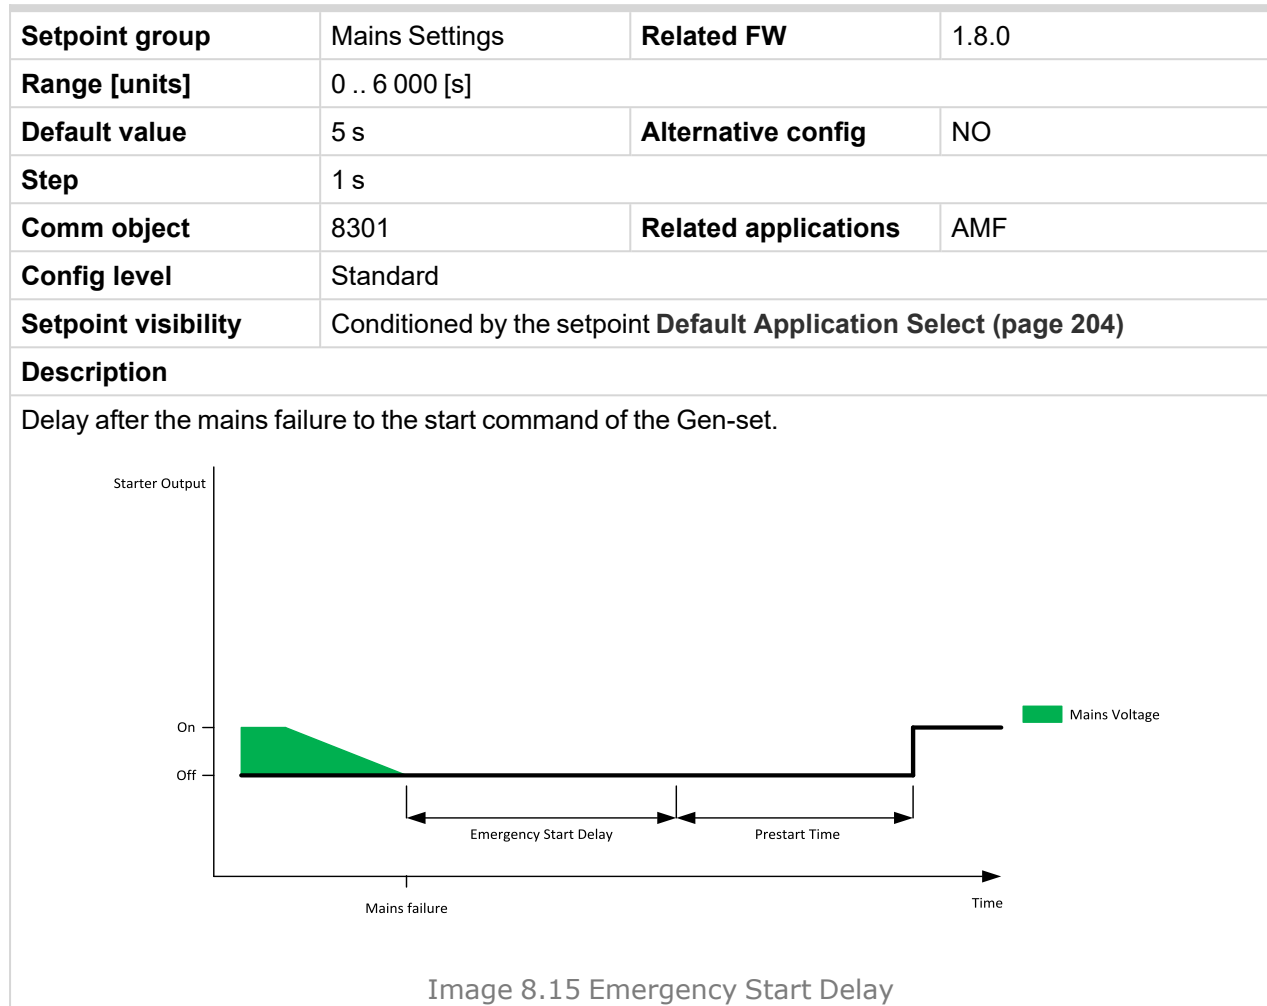 Setpoint group Mains Settings Related FW 1.8.0
Range [units] 0 .. 6 000 [s]
Default value 5 s Alternative config NO
Step 1 s
Comm object 8301 Related applications AMF
Config level Standard
Setpoint visibility Conditioned by the setpoint Default Application Select (page 204)
Description
Delay after the mains failure to the start command of the Gen-set.
Starter Output
On
Mains Voltage
Off
Emergency Start Delay Prestart Time
Mains failure
Time
Image 8.15 Emergency Start Delay